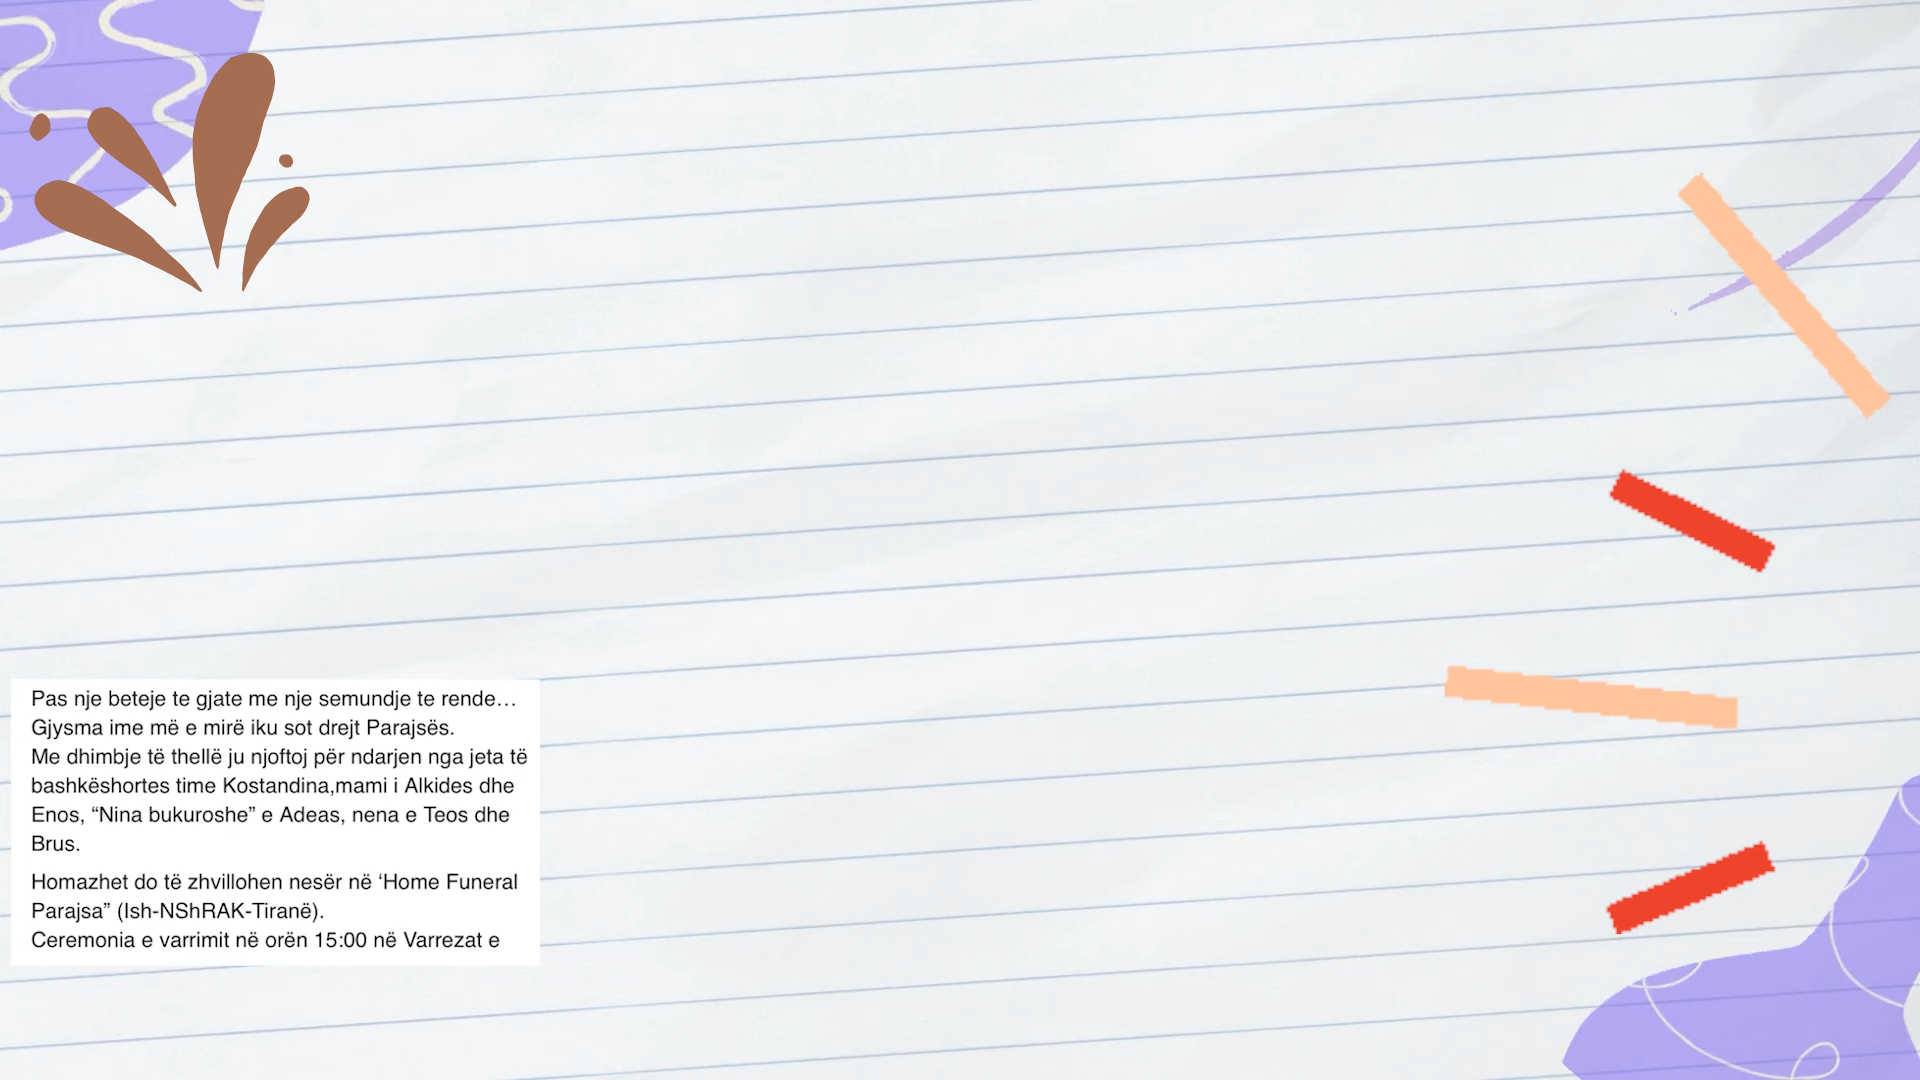 Pas nje beteje te gjate me nje semundje te rende…
Gjysma ime më e mirë iku sot drejt Parajsës.
Me dhimbje të thellë ju njoftoj për ndarjen nga jeta të
bashkëshortes time Kostandina,mami i Alkides dhe
Enos, “Nina bukuroshe” e Adeas, nena e Teos dhe
Brus.
Homazhet do të zhvillohen nesër në ‘Home Funeral
Parajsa” (Ish-NShRAK-Tiranë).
Ceremonia e varrimit në orën 15:00 në Varrezat e